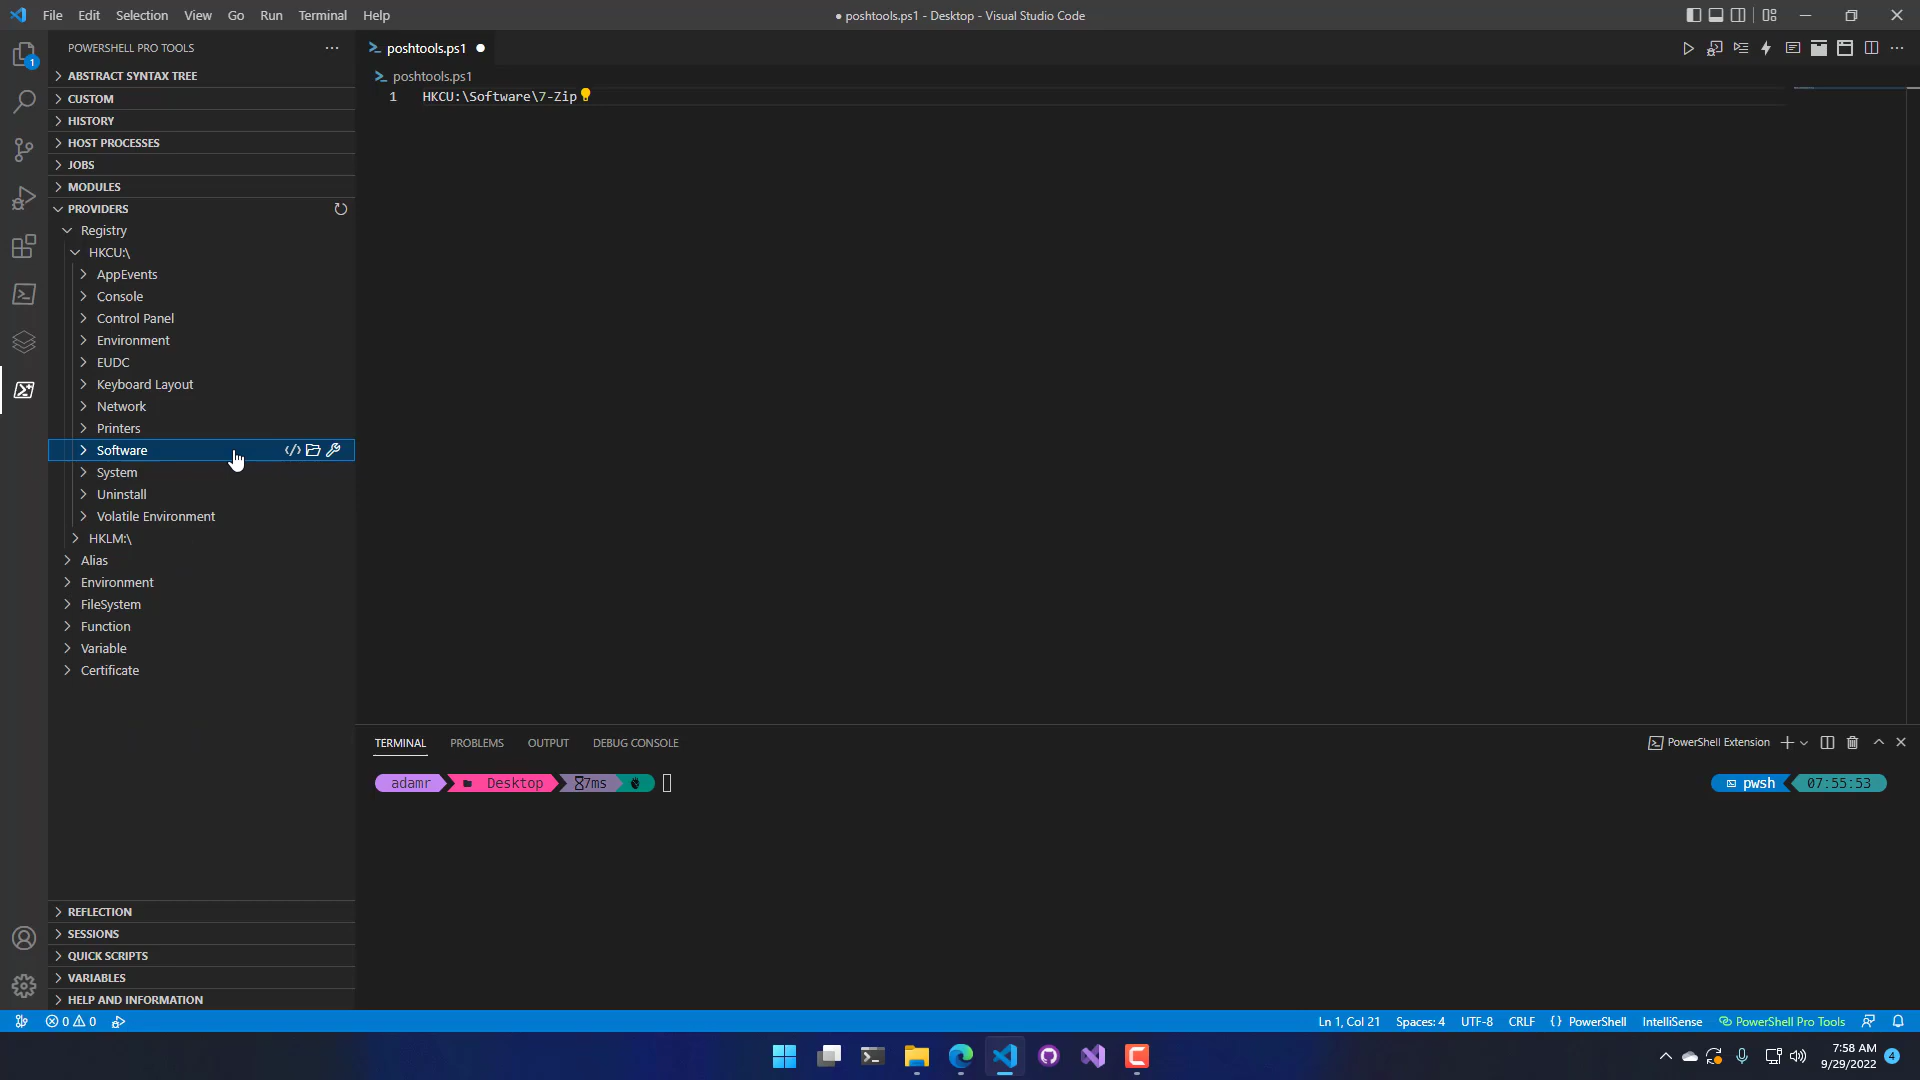 File Edit Selection View Go Run Terminal Help
● poshtools.ps1 - Desktop - Visual Studio Code
1
POWERSHELL PRO TOOLS
ABSTRACT SYNTAX TREE
CUSTOM
HISTORY
HOST PROCESSES
JOBS
MODULES
PROVIDERS
Registry
HKCU:\
AppEvents
Console
Control Panel
Environment
EUDC
Keyboard Layout
Network
Printers
Software
System
Uninstall
Volatile Environment
HKLM:\
Alias
Environment
FileSystem
Function
Variable
Certificate
REFLECTION
SESSIONS
QUICK SCRIPTS
VARIABLES
HELP AND INFORMATION
poshtools.ps1
poshtools.ps1
1 HKCU:\Software\7-Zip
TERMINAL PROBLEMS OUTPUT DEBUG CONSOLE
PowerShell Extension
adamr Desktop 7ms
pwsh 07:55:53
0 0
Ln 1, Col 21 Spaces: 4 UTF-8 CRLF {} PowerShell IntelliSense PowerShell Pro Tools
7:58 AM
9/29/2022
4